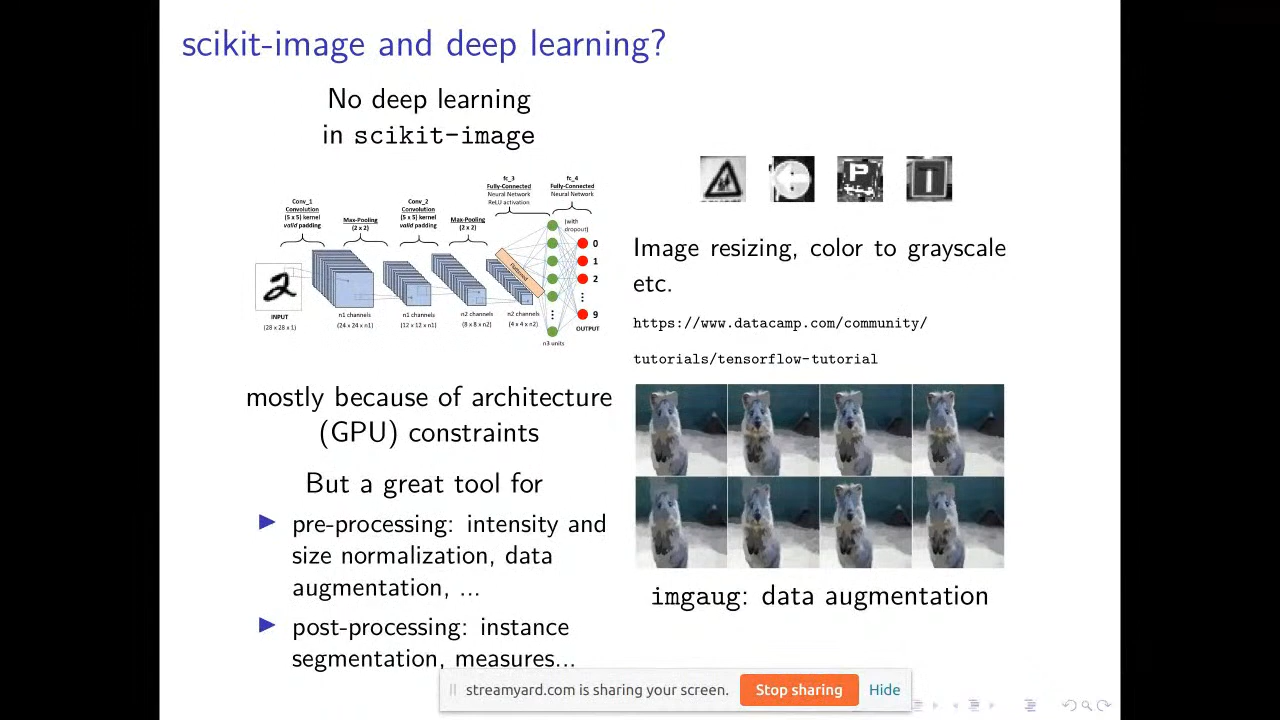 scikit-image and deep learning?
No deep learning
in scikit-image
Conv_1
Convolution
(5 x 5) kernel
valid padding
Max-Pooling
(2 x 2)
Conv_2
Convolution
(5 x 5) kernel
valid padding
Max-Pooling
(2 x 2)
fc_3
Fully-Connected
Neural Network
ReLU activation
fc_4
Fully-Connected
Neural Network
(with
dropout)
0
1
2
9
Flattened
INPUT
(28 x 28 x 1)
n1 channels
(24 x 24 x n1)
n1 channels
(12 x 12 x n1)
n2 channels
(8 x 8 x n2)
n2 channels
(4 x 4 x n2)
OUTPUT
n3 units
mostly because of architecture
(GPU) constraints
But a great tool for
pre-processing: intensity and
size normalization, data
augmentation, ...
post-processing: instance
segmentation, measures...
P
Image resizing, color to grayscale
etc.
https://www.datacamp.com/community/
tutorials/tensorflow-tutorial
imgaug: data augmentation
streamyard.com is sharing your screen.
Stop sharing
Hide